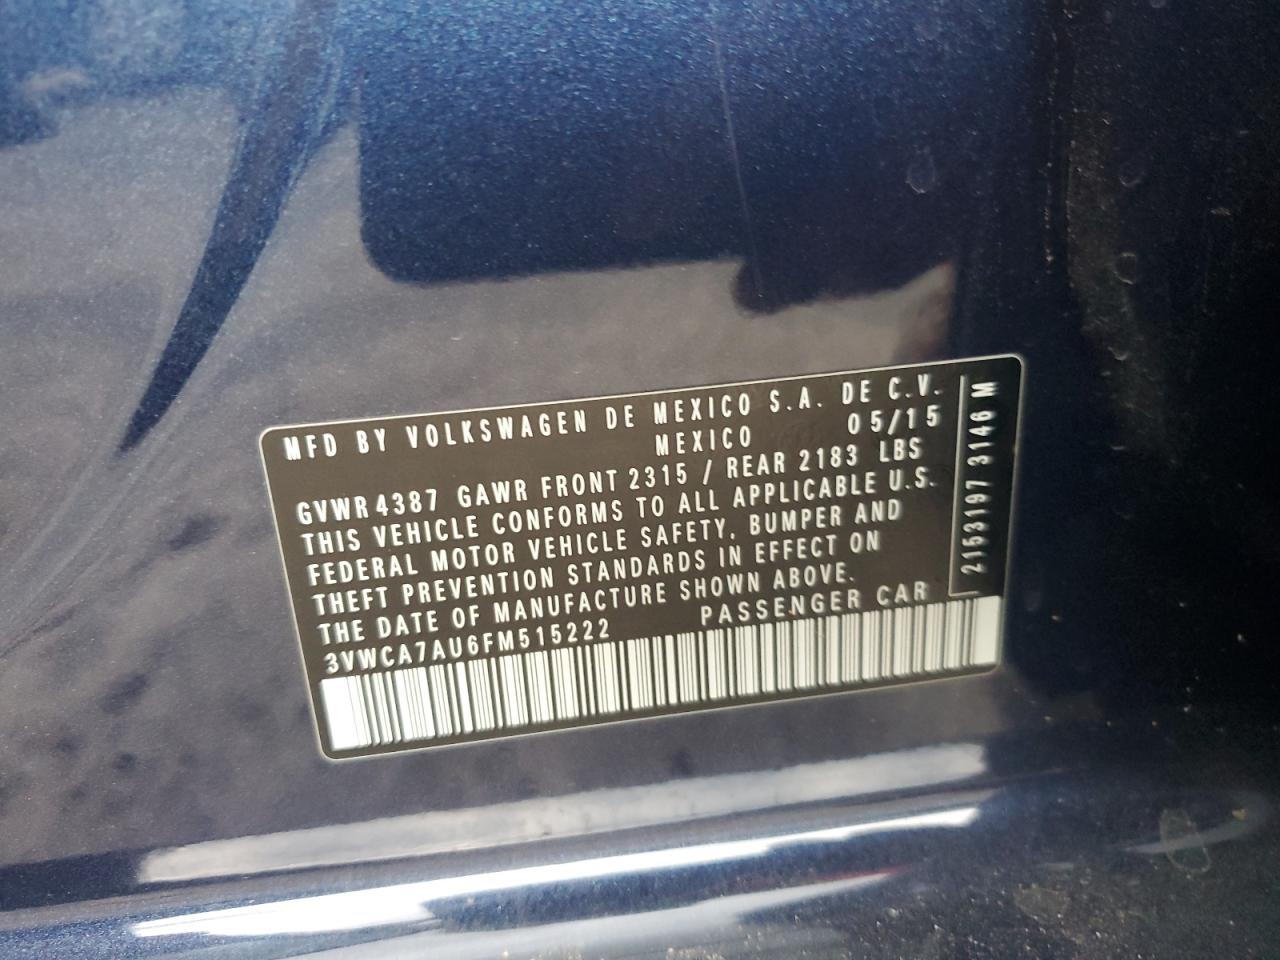 MFD BY VOLKSWAGEN DE MEXICO S.A. DE C.V.
MEXICO 05/15
GVWR 4387 GAWR FRONT 2315 / REAR 2183 LBS
THIS VEHICLE CONFORMS TO ALL APPLICABLE U.S.
FEDERAL MOTOR VEHICLE SAFETY, BUMPER AND
THEFT PREVENTION STANDARDS IN EFFECT ON
THE DATE OF MANUFACTURE SHOWN ABOVE.
3VWCA7AU6FM515222 PASSENGER CAR
2153197 3146 M